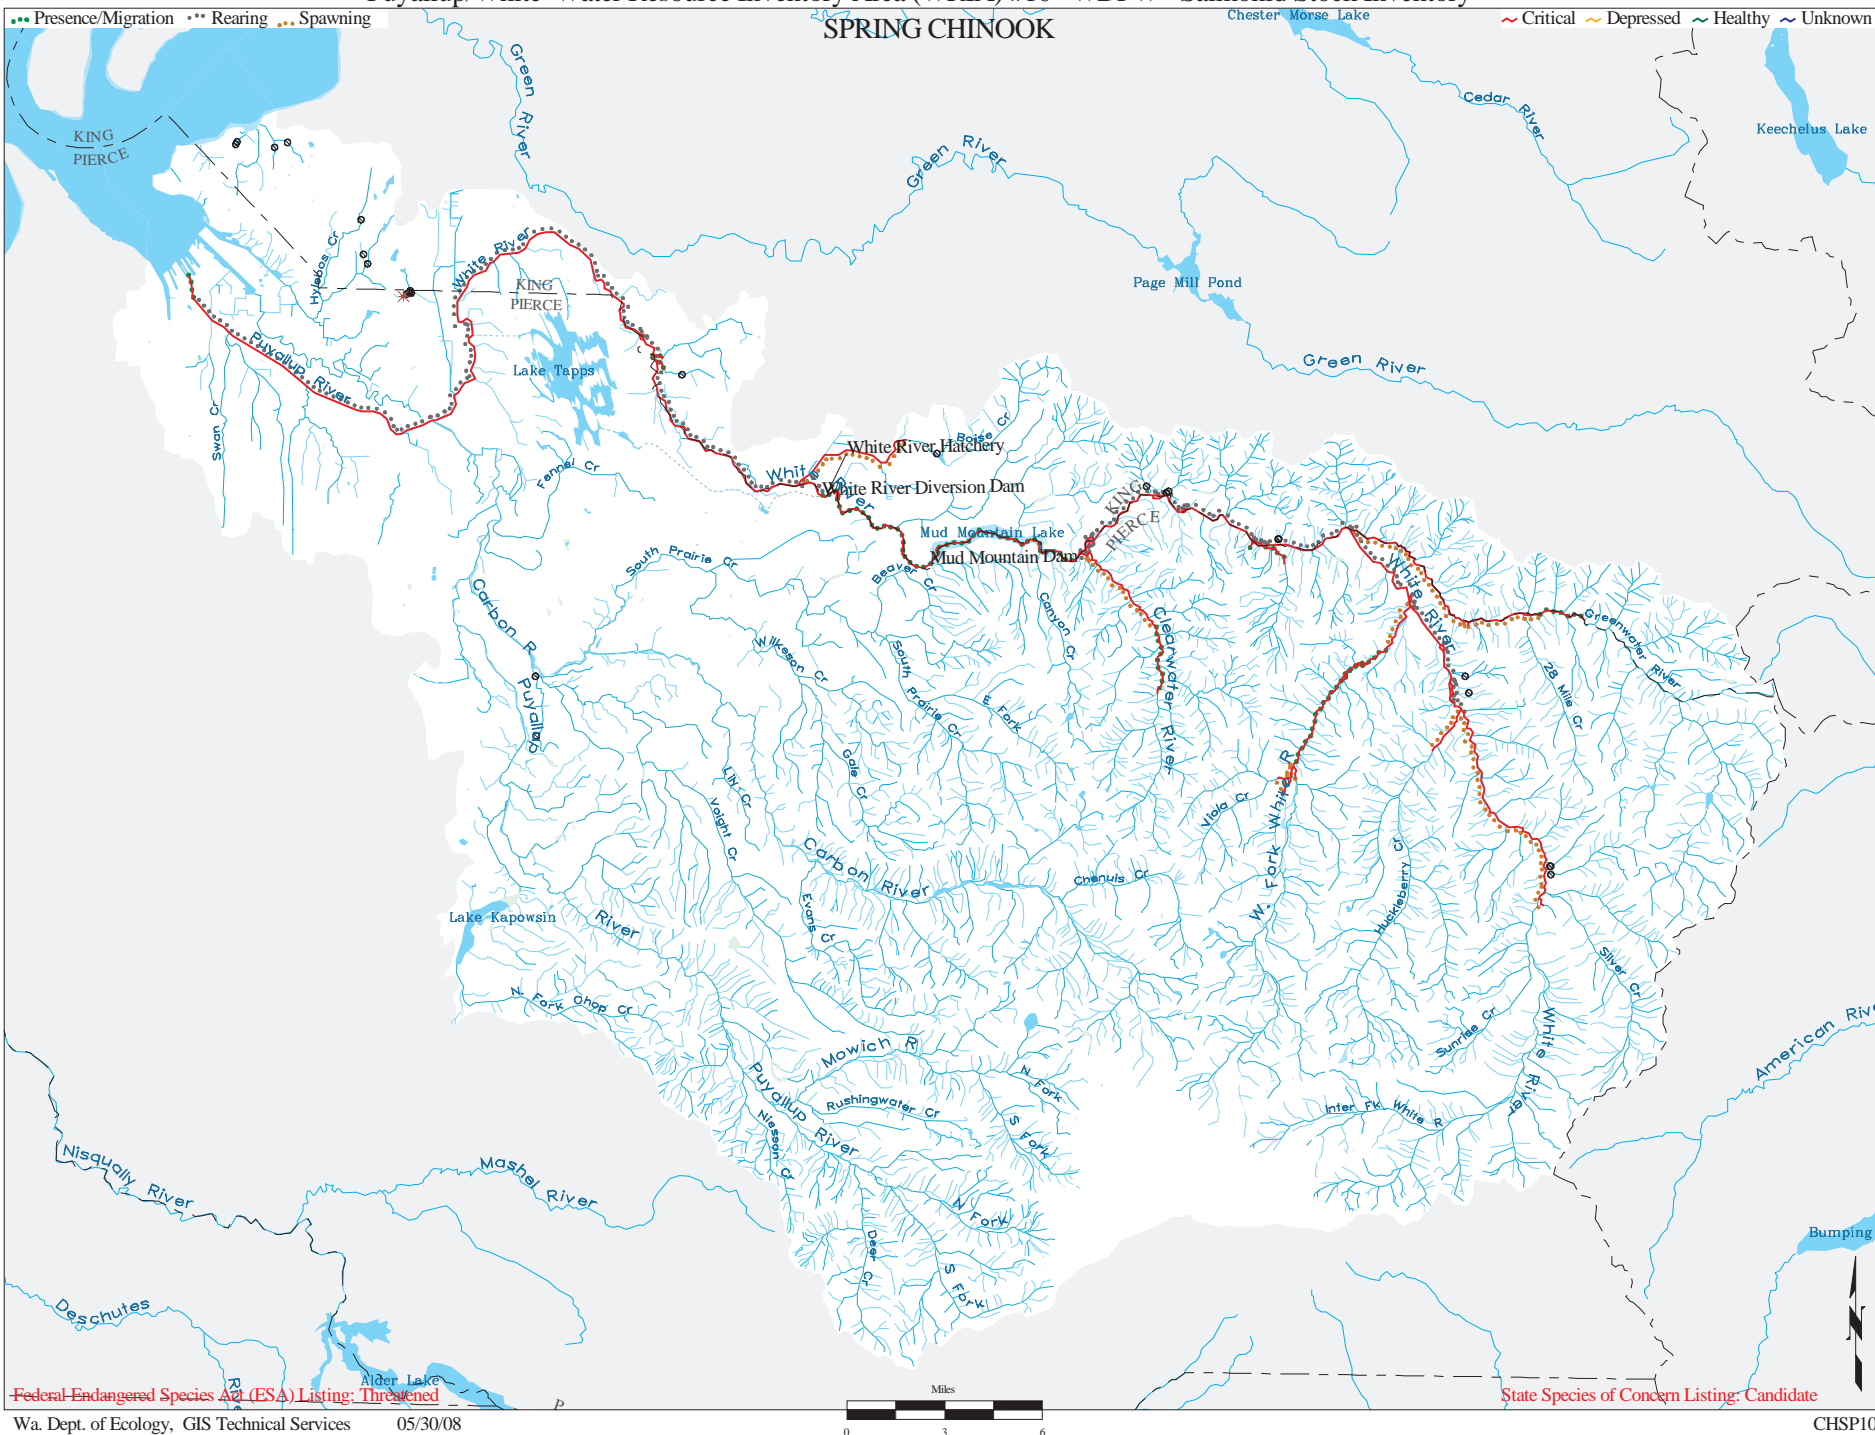 SPRING CHINOOK
Presence/Migration Rearing Spawning
Critical Depressed Healthy Unknown
Chester Morse Lake
Green River
Cedar River
Keechelus Lake
KING
PIERCE
Green River
Hylebos Cr
White River
KING
PIERCE
Page Mill Pond
Puyallup River
Lake Tapps
Green River
Swan Cr
Fennel Cr
Boise Cr
White River Hatchery
White River
White River Diversion Dam
KING
PIERCE
Mud Mountain Lake
Mud Mountain Dam
South Prairie Cr
Beaver Cr
Carbon R
Canyon Cr
Clearwater River
White River
Greenwater River
Wilkeson Cr
South Prairie Cr
E Fork
28 Mile Cr
Puyallup
Gale Cr
Lily Cr
Voight Cr
Viola Cr
W. Fork White R
Carbon River
Chenuis Cr
Huckleberry Cr
Evans Cr
Lake Kapowsin
River
Silver Cr
N. Fork Ohop Cr
Sunrise Cr
White River
American
Mowich R
N Fork
Puyallup River
Rushingwater Cr
Niesson Cr
S Fork
Inter Fk White R
Nisqually River
Mashel River
N Fork
Deer Cr
S Fork
Bumping
Deschutes
Alder Lake
N
Federal Endangered Species Act (ESA) Listing: Threatened
Miles
0 3 6
State Species of Concern Listing: Candidate
Wa. Dept. of Ecology, GIS Technical Services 05/30/08
CHSP10